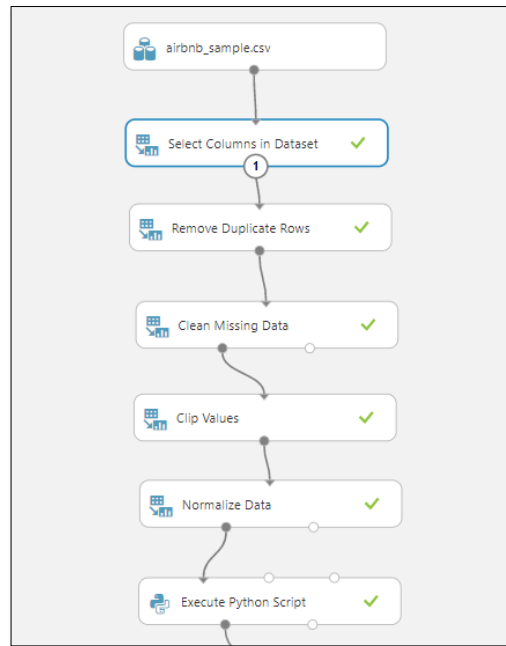 airbnb_sample.csv
Select Columns in Dataset
1
Remove Duplicate Rows
Clean Missing Data
Clip Values
Normalize Data
Execute Python Script